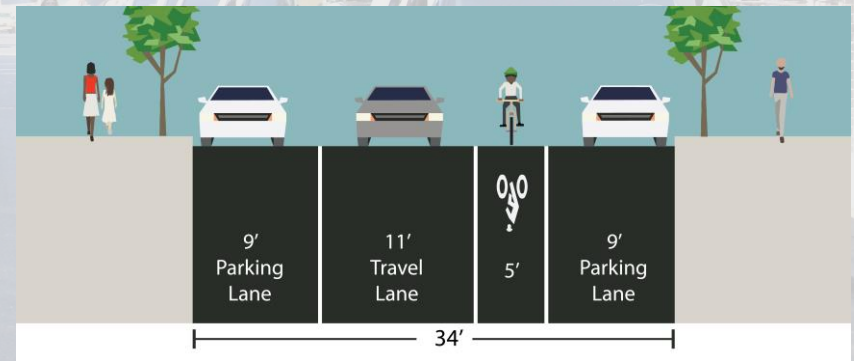 9′
Parking
Lane
11′
Travel
Lane
5′
9′
Parking
Lane
34′